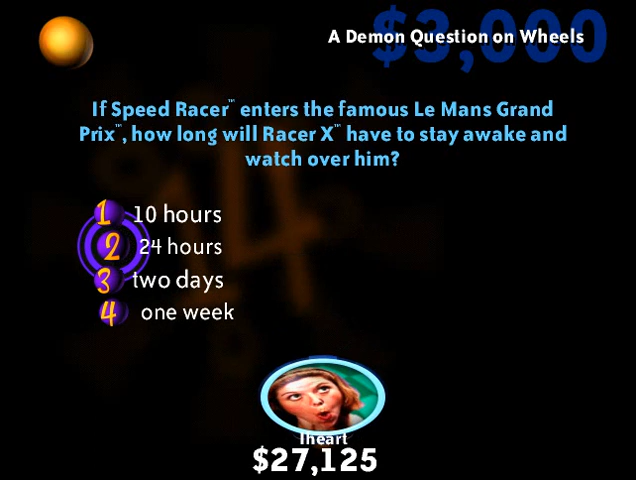 $3,000
A Demon Question on Wheels
If Speed Racer™ enters the famous Le Mans Grand
Prix™, how long will Racer X™ have to stay awake and
watch over him?
1 10 hours
2 24 hours
3 two days
4 one week
Iheart
$27,125